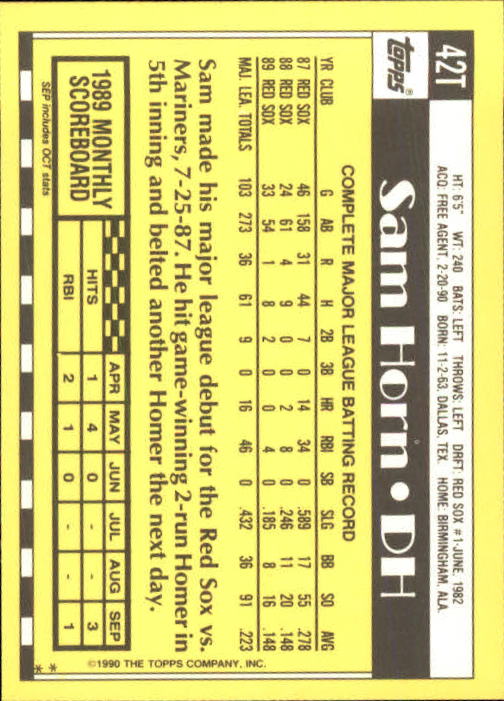 42T
Topps®
Sam Horn • DH
HT: 6'5" WT: 240 BATS: LEFT THROWS: LEFT DRFT: RED SOX #1-JUNE, 1982
ACQ: FREE AGENT, 2-20-90 BORN: 11-2-63, DALLAS, TEX. HOME: BIRMINGHAM, ALA.
COMPLETE MAJOR LEAGUE BATTING RECORD
YR CLUB G AB R H 2B 3B HR RBI SB SLG BB SO AVG
87 RED SOX 46 158 31 44 7 0 14 34 0 .589 17 55 .278
88 RED SOX 24 61 4 9 0 0 2 8 0 .246 11 20 .148
89 RED SOX 33 54 1 8 2 0 0 4 0 .185 8 16 .148
MAJ. LEA. TOTALS 103 273 36 61 9 0 16 46 0 .432 36 91 .223
Sam made his major league debut for the Red Sox vs.
Mariners, 7-25-87. He hit game-winning 2-run Homer in
5th inning and belted another Homer the next day.
1989 MONTHLY
SCOREBOARD
SEP includes OCT stats
APR MAY JUN JUL AUG SEP
HITS 1 4 0 - - 3
RBI 2 1 0 - - 1
©1990 THE TOPPS COMPANY, INC.
* *